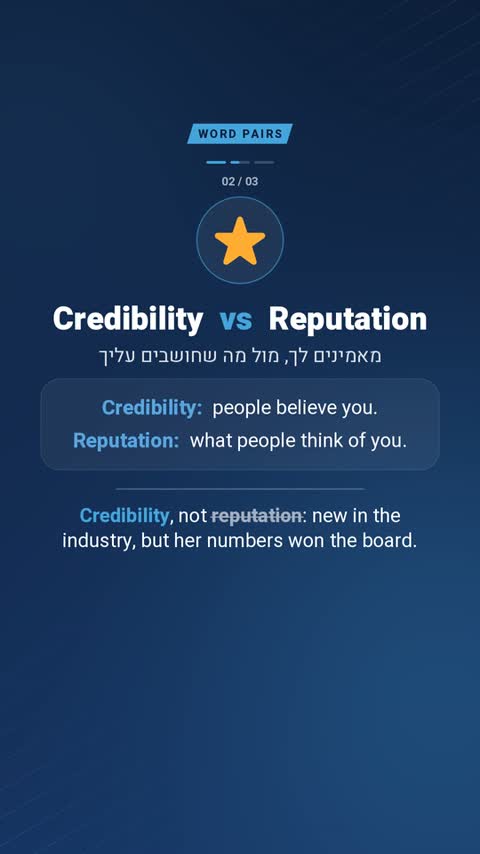 WORD PAIRS
02 / 03
Credibility vs Reputation
מאמינים לך, מול מה שחושבים עליך
Credibility: people believe you.
Reputation: what people think of you.
Credibility, not reputation: new in the
industry, but her numbers won the board.